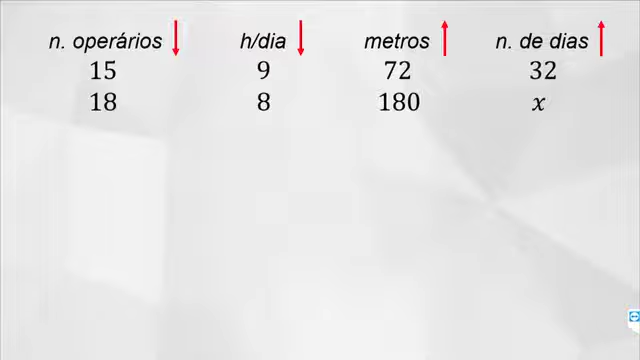 n. operários h/dia metros n. de dias
15 9 72 32
18 8 180 x